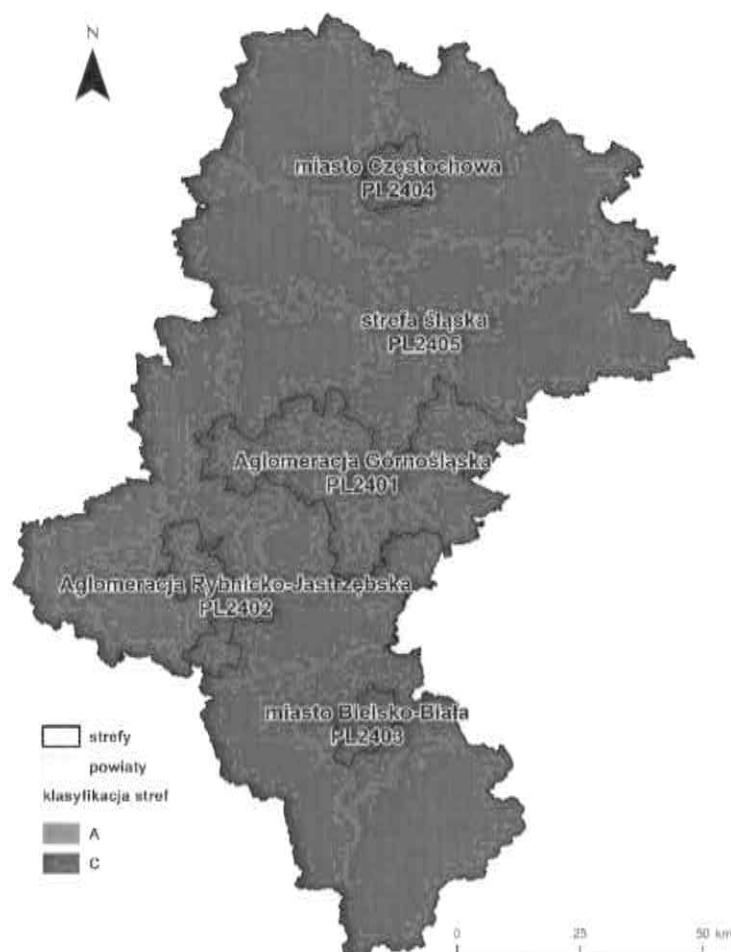 N
miasto Częstochowa
PL2404
strefa śląska
PL2405
Aglomeracja Górnośląska
PL2401
Aglomeracja Rybnicko-Jastrzębska
PL2402
miasto Bielsko-Biała
PL2403
strefy
powiaty
klasyfikacja stref
A
C
0 25 50 km